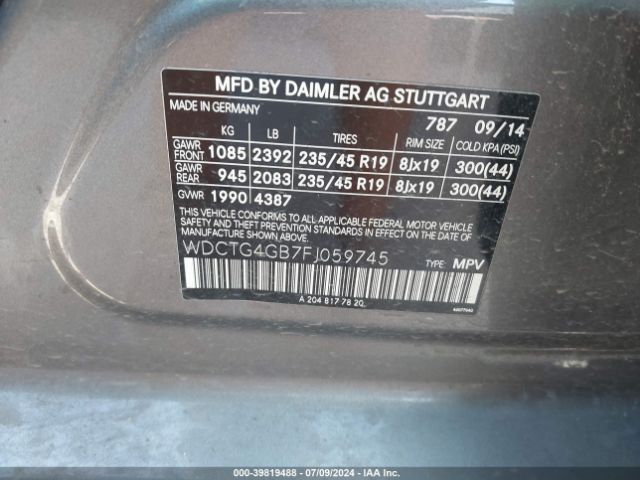 MFD BY DAIMLER AG STUTTGART
MADE IN GERMANY 787 09/14
KG LB TIRES RIM SIZE COLD KPA(PSI)
GAWR FRONT 1085 2392 235/45 R19 8Jx19 300(44)
GAWR REAR 945 2083 235/45 R19 8Jx19 300(44)
GVWR 1990 4387
THIS VEHICLE CONFORMS TO ALL APPLICABLE FEDERAL MOTOR VEHICLE
SAFETY AND THEFT PREVENTION STANDARDS IN EFFECT ON THE DATE OF
MANUFACTURE SHOWN ABOVE.
WDCTG4GB7FJ059745 TYPE: MPV
A 204 817 78 20
000-39819488 - 07/09/2024 - IAA Inc.